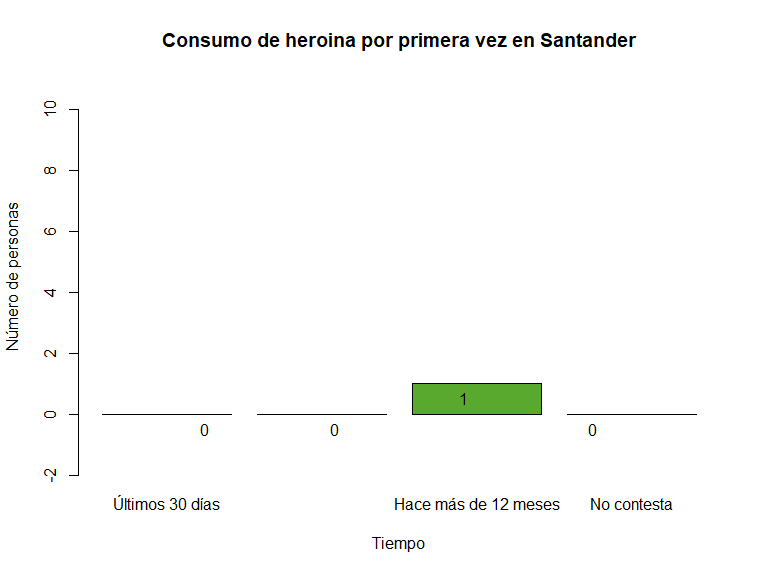 Consumo de heroina por primera vez en Santander
10
8
6
4
2
0
-2
Número de personas
1
0
0
0
Últimos 30 días
Hace más de 12 meses
No contesta
Tiempo